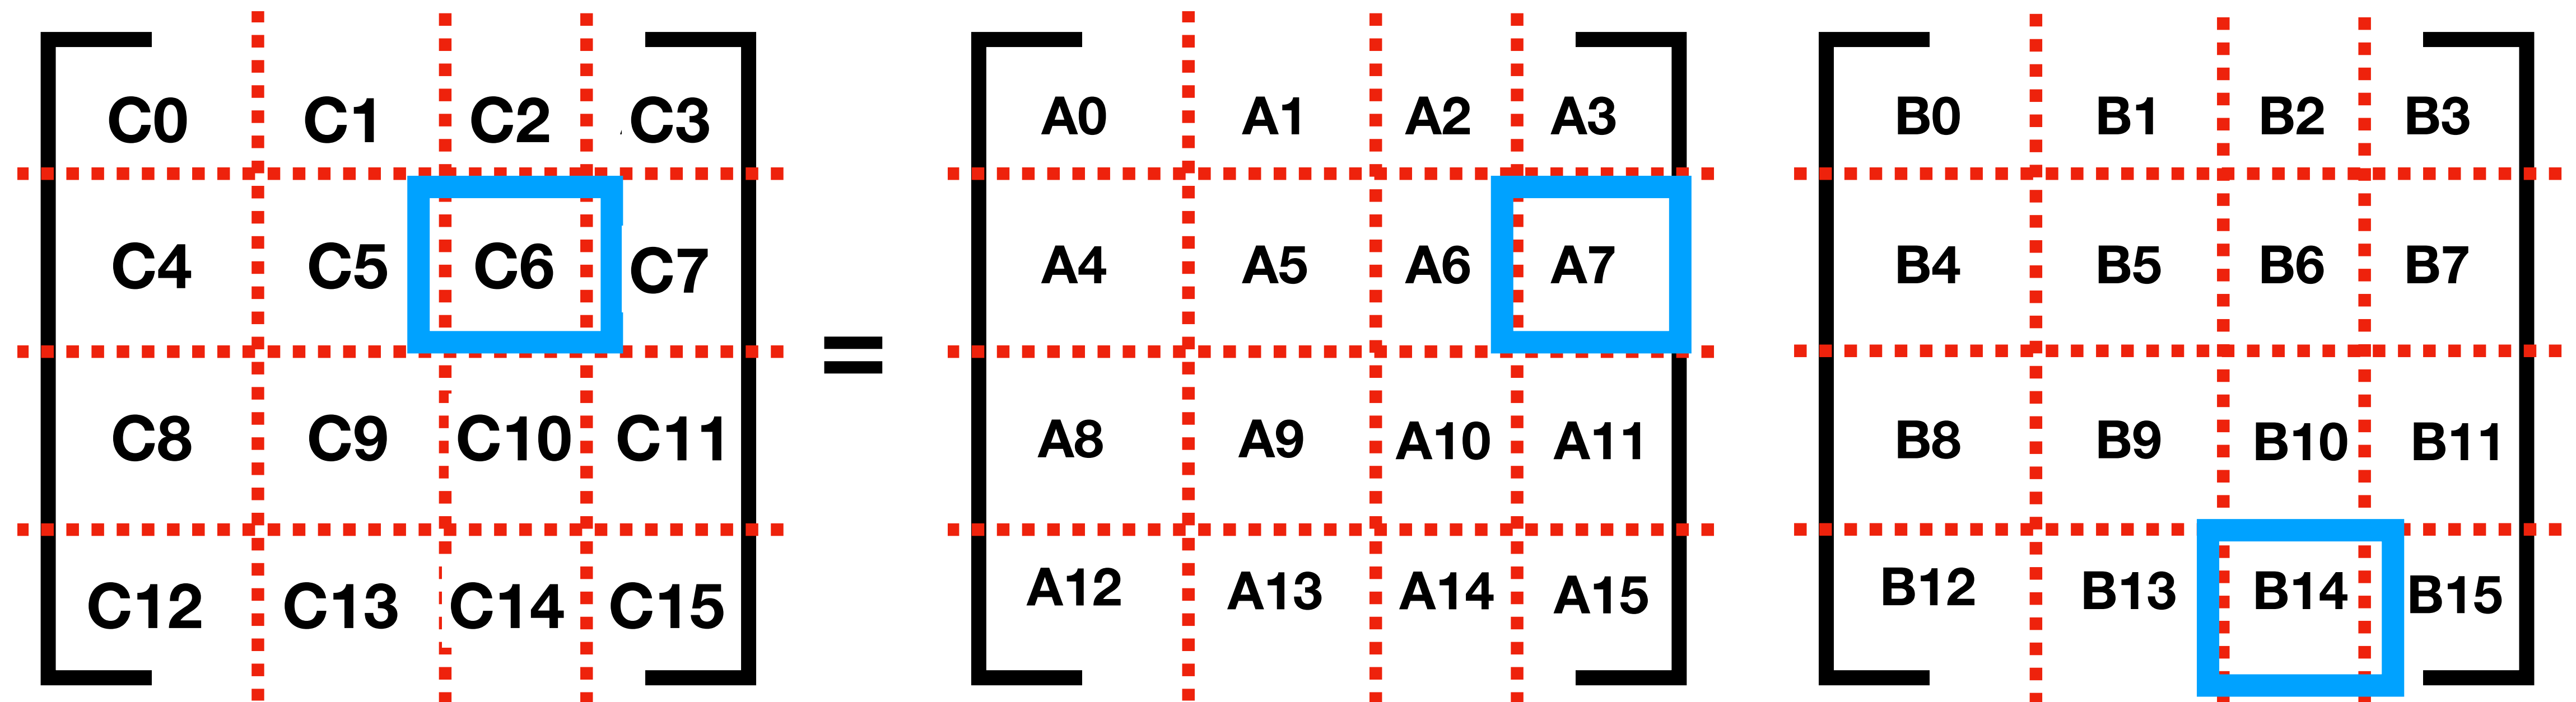 C0 C1 C2 C3 A0 A1 A2 A3 B0 B1 B2 B3
C4 C5 C6 C7 A4 A5 A6 A7 B4 B5 B6 B7
=
C8 C9 C10 C11 A8 A9 A10 A11 B8 B9 B10 B11
C12 C13 C14 C15 A12 A13 A14 A15 B12 B13 B14 B15